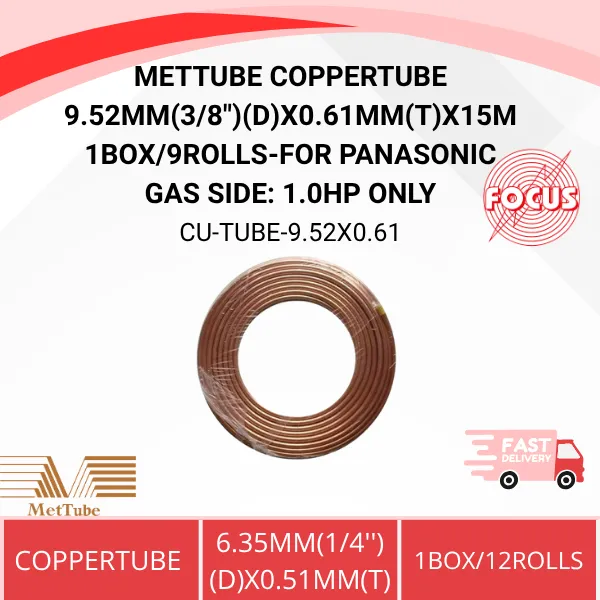 METTUBE COPPERTUBE
9.52MM(3/8")(D)X0.61MM(T)X15M
1BOX/9ROLLS-FOR PANASONIC
GAS SIDE: 1.0HP ONLY
CU-TUBE-9.52X0.61
FOCUS
FAST
DELIVERY
MetTube
COPPERTUBE
6.35MM(1/4'')
(D)X0.51MM(T)
1BOX/12ROLLS